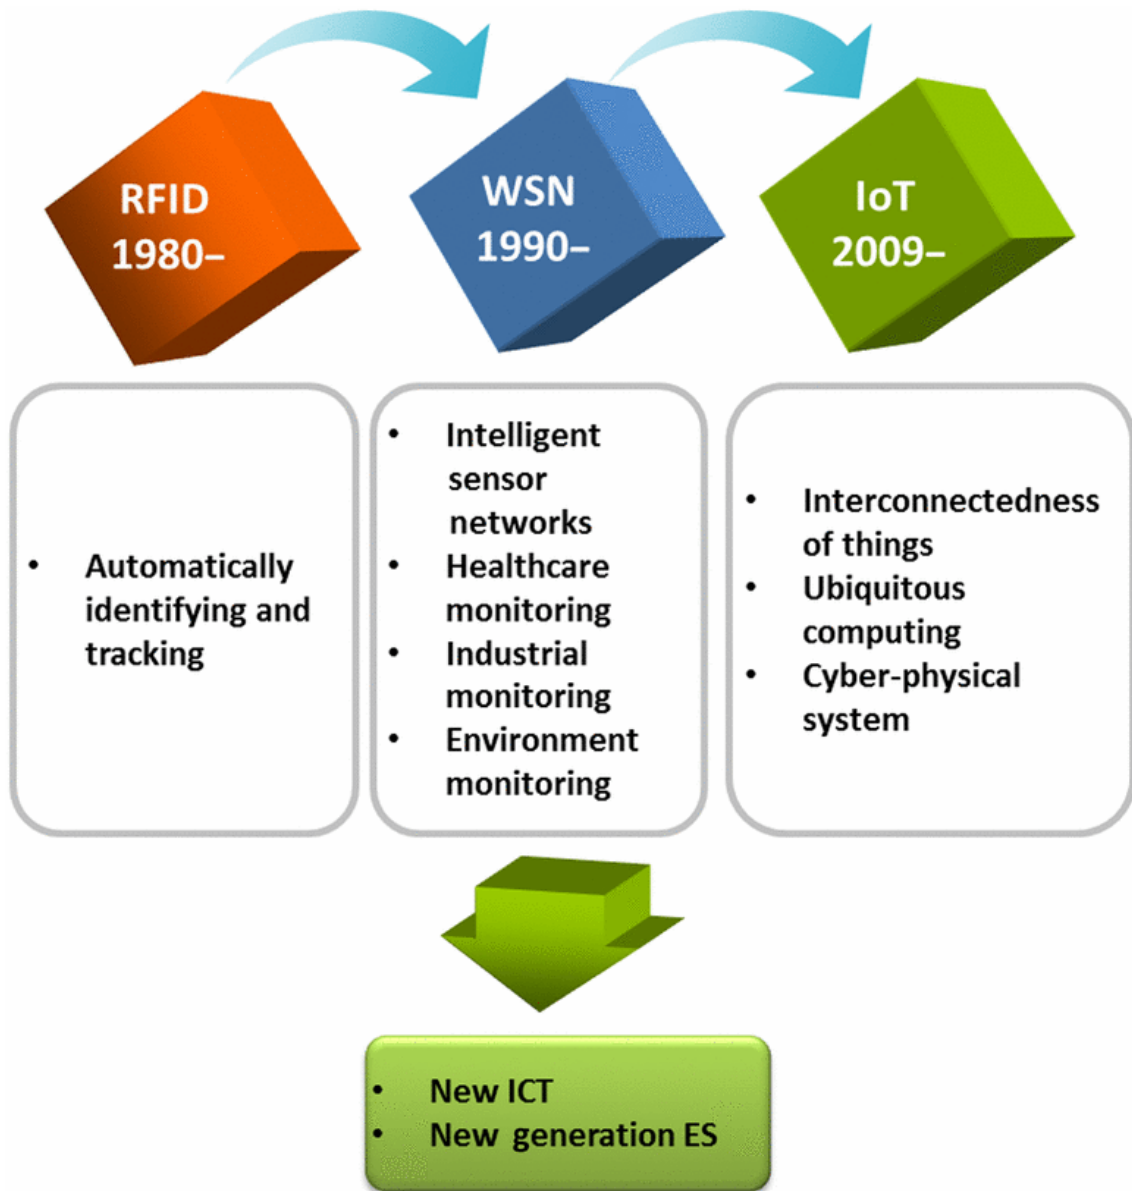 RFID
1980–
WSN
1990–
IoT
2009–
• Automatically
identifying and
tracking
• Intelligent
sensor
networks
• Healthcare
monitoring
• Industrial
monitoring
• Environment
monitoring
• Interconnectedness
of things
• Ubiquitous
computing
• Cyber-physical
system
• New ICT
• New generation ES